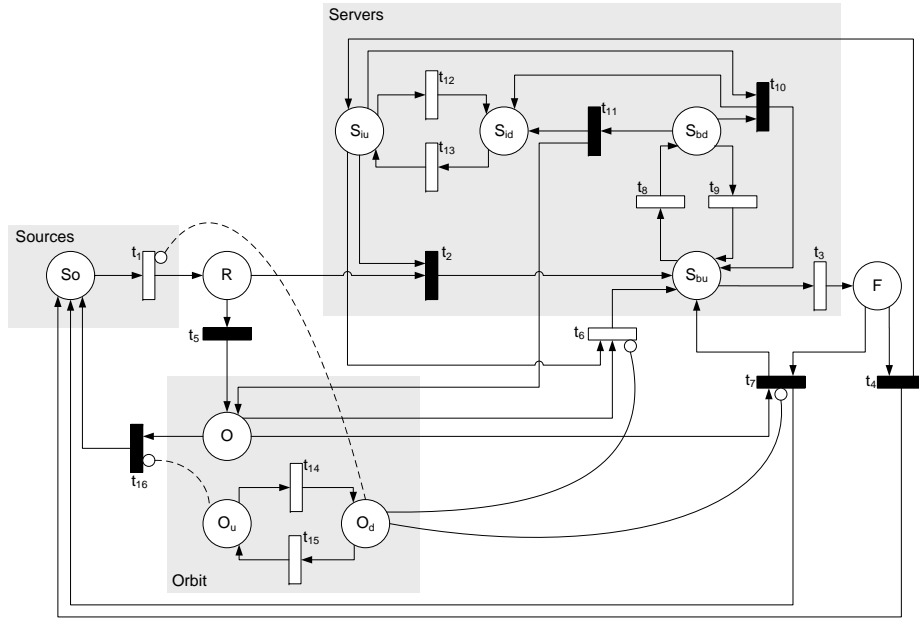 Servers
t10
t12
t11
Siu
Sid
Sbd
t13
t8
t9
Sources
t1
t2
So
R
Sbu
t3
F
t5
t6
t7
t4
O
t16
t14
Ou
Od
t15
Orbit